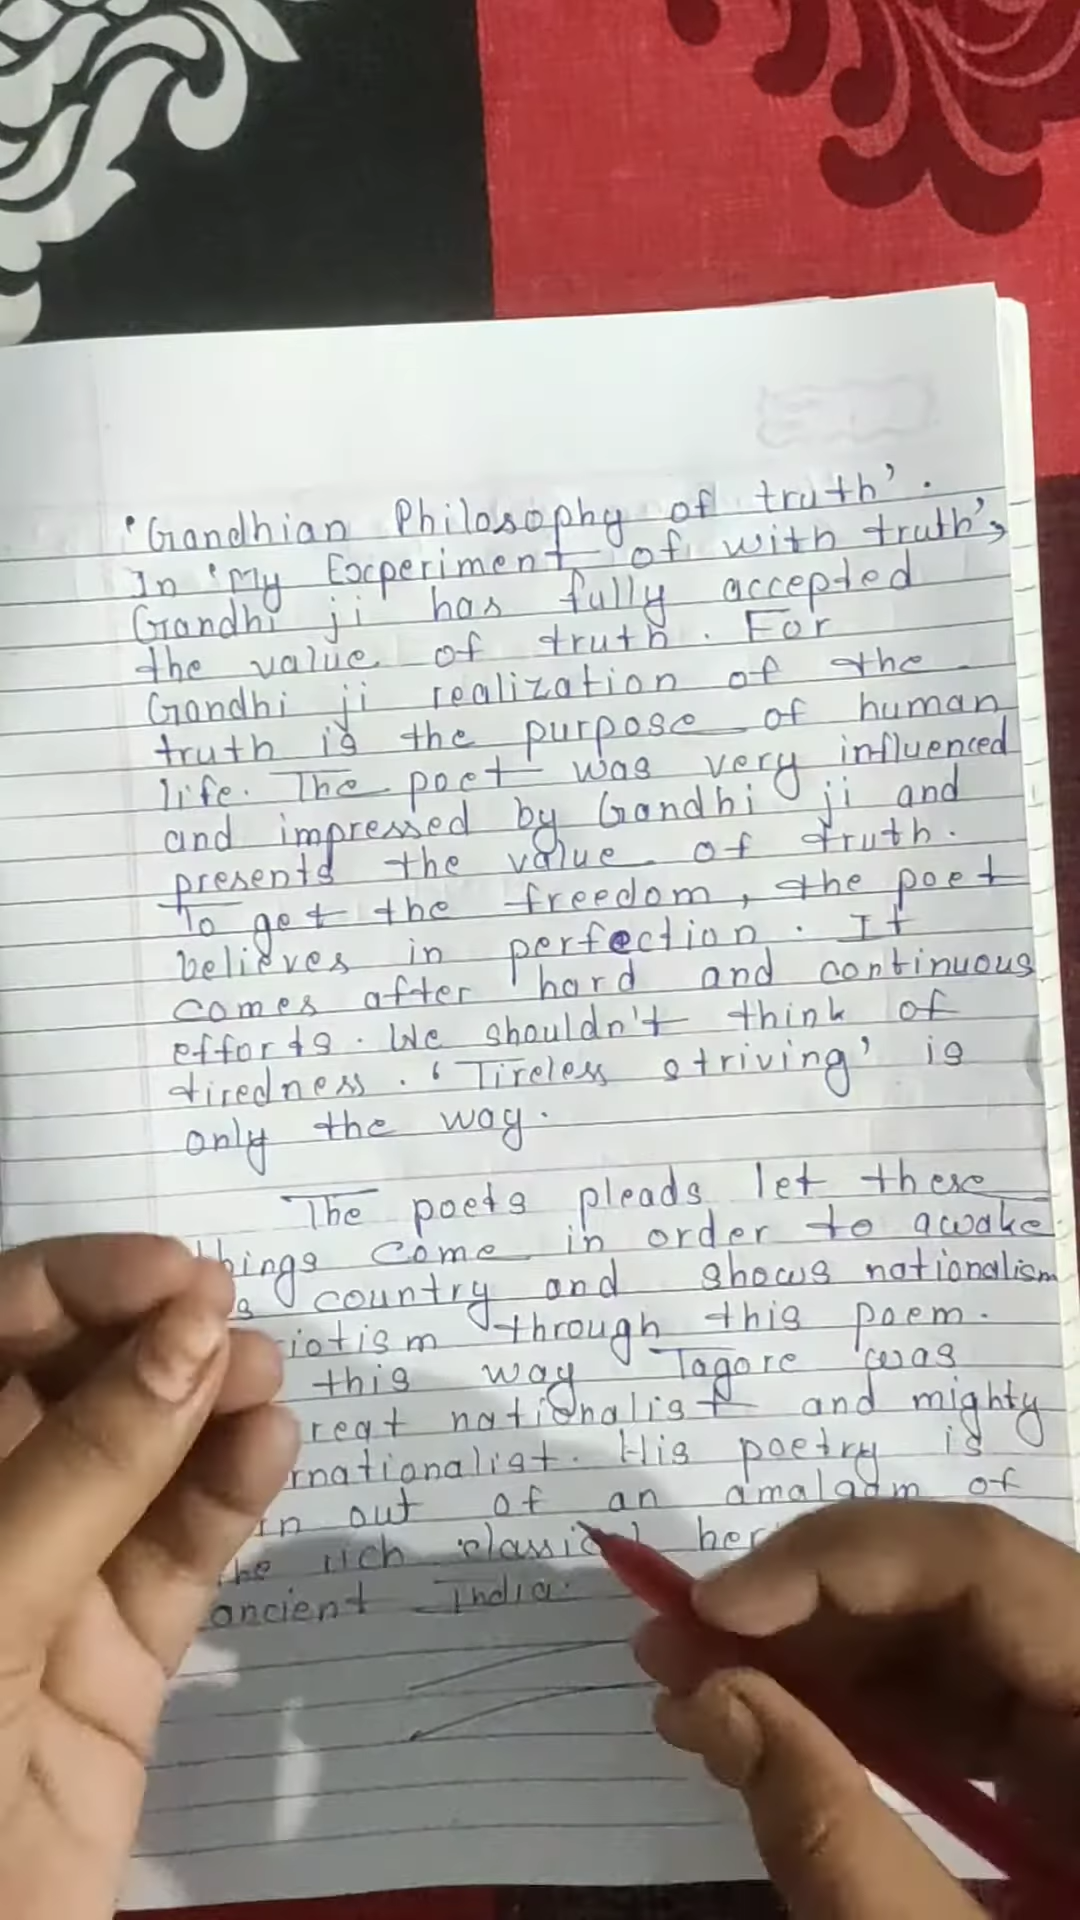 'Gandhian Philosophy of truth'.
In 'My Experiment of with truth',
Gandhi ji has fully accepted
the value of truth. For
Gandhi ji realization of the
truth is the purpose of human
life. The poet was very influenced
and impressed by Gandhi ji and
presents the value of truth.
To get the freedom, the poet
believes in perfection. It
comes after hard and continuous
efforts. We shouldn't think of
tiredness. 'Tireless striving' is
only the way.
The poets pleads let these
things come in order to awake
country and shows nationalism
through this poem.
this way Tagore was
nationalist and mighty
His poetry is
out of an amalgm of
the rich classical
ancient India.